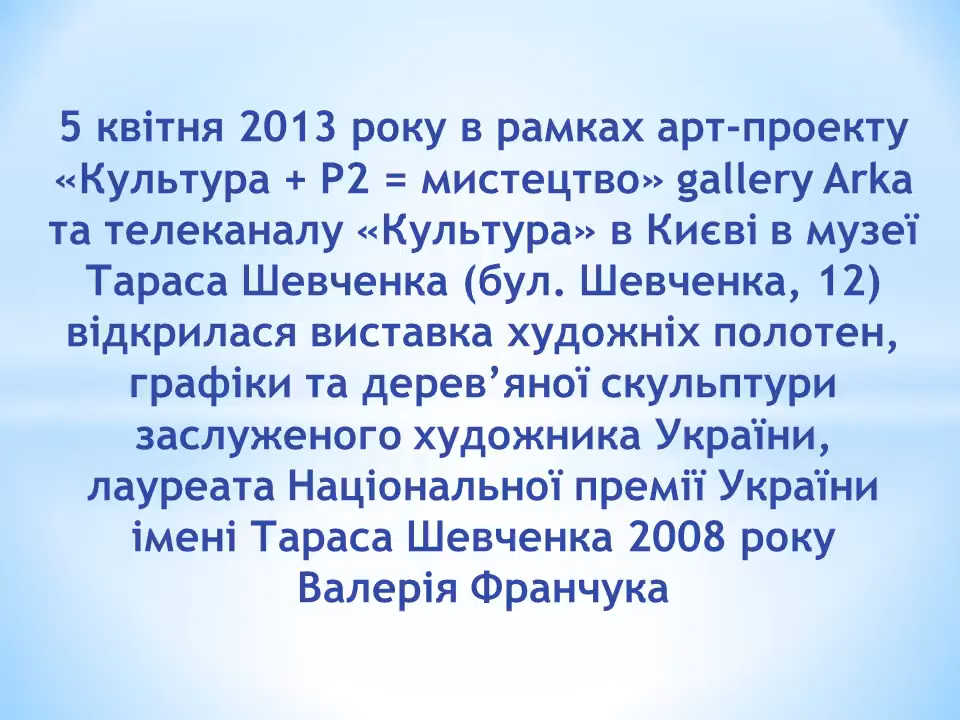 5 квітня 2013 року в рамках арт-проекту
«Культура + Р2 = мистецтво» gallery Arka
та телеканалу «Культура» в Києві в музеї
Тараса Шевченка (бул. Шевченка, 12)
відкрилася виставка художніх полотен,
графіки та дерев’яної скульптури
заслуженого художника України,
лауреата Національної премії України
імені Тараса Шевченка 2008 року
Валерія Франчука